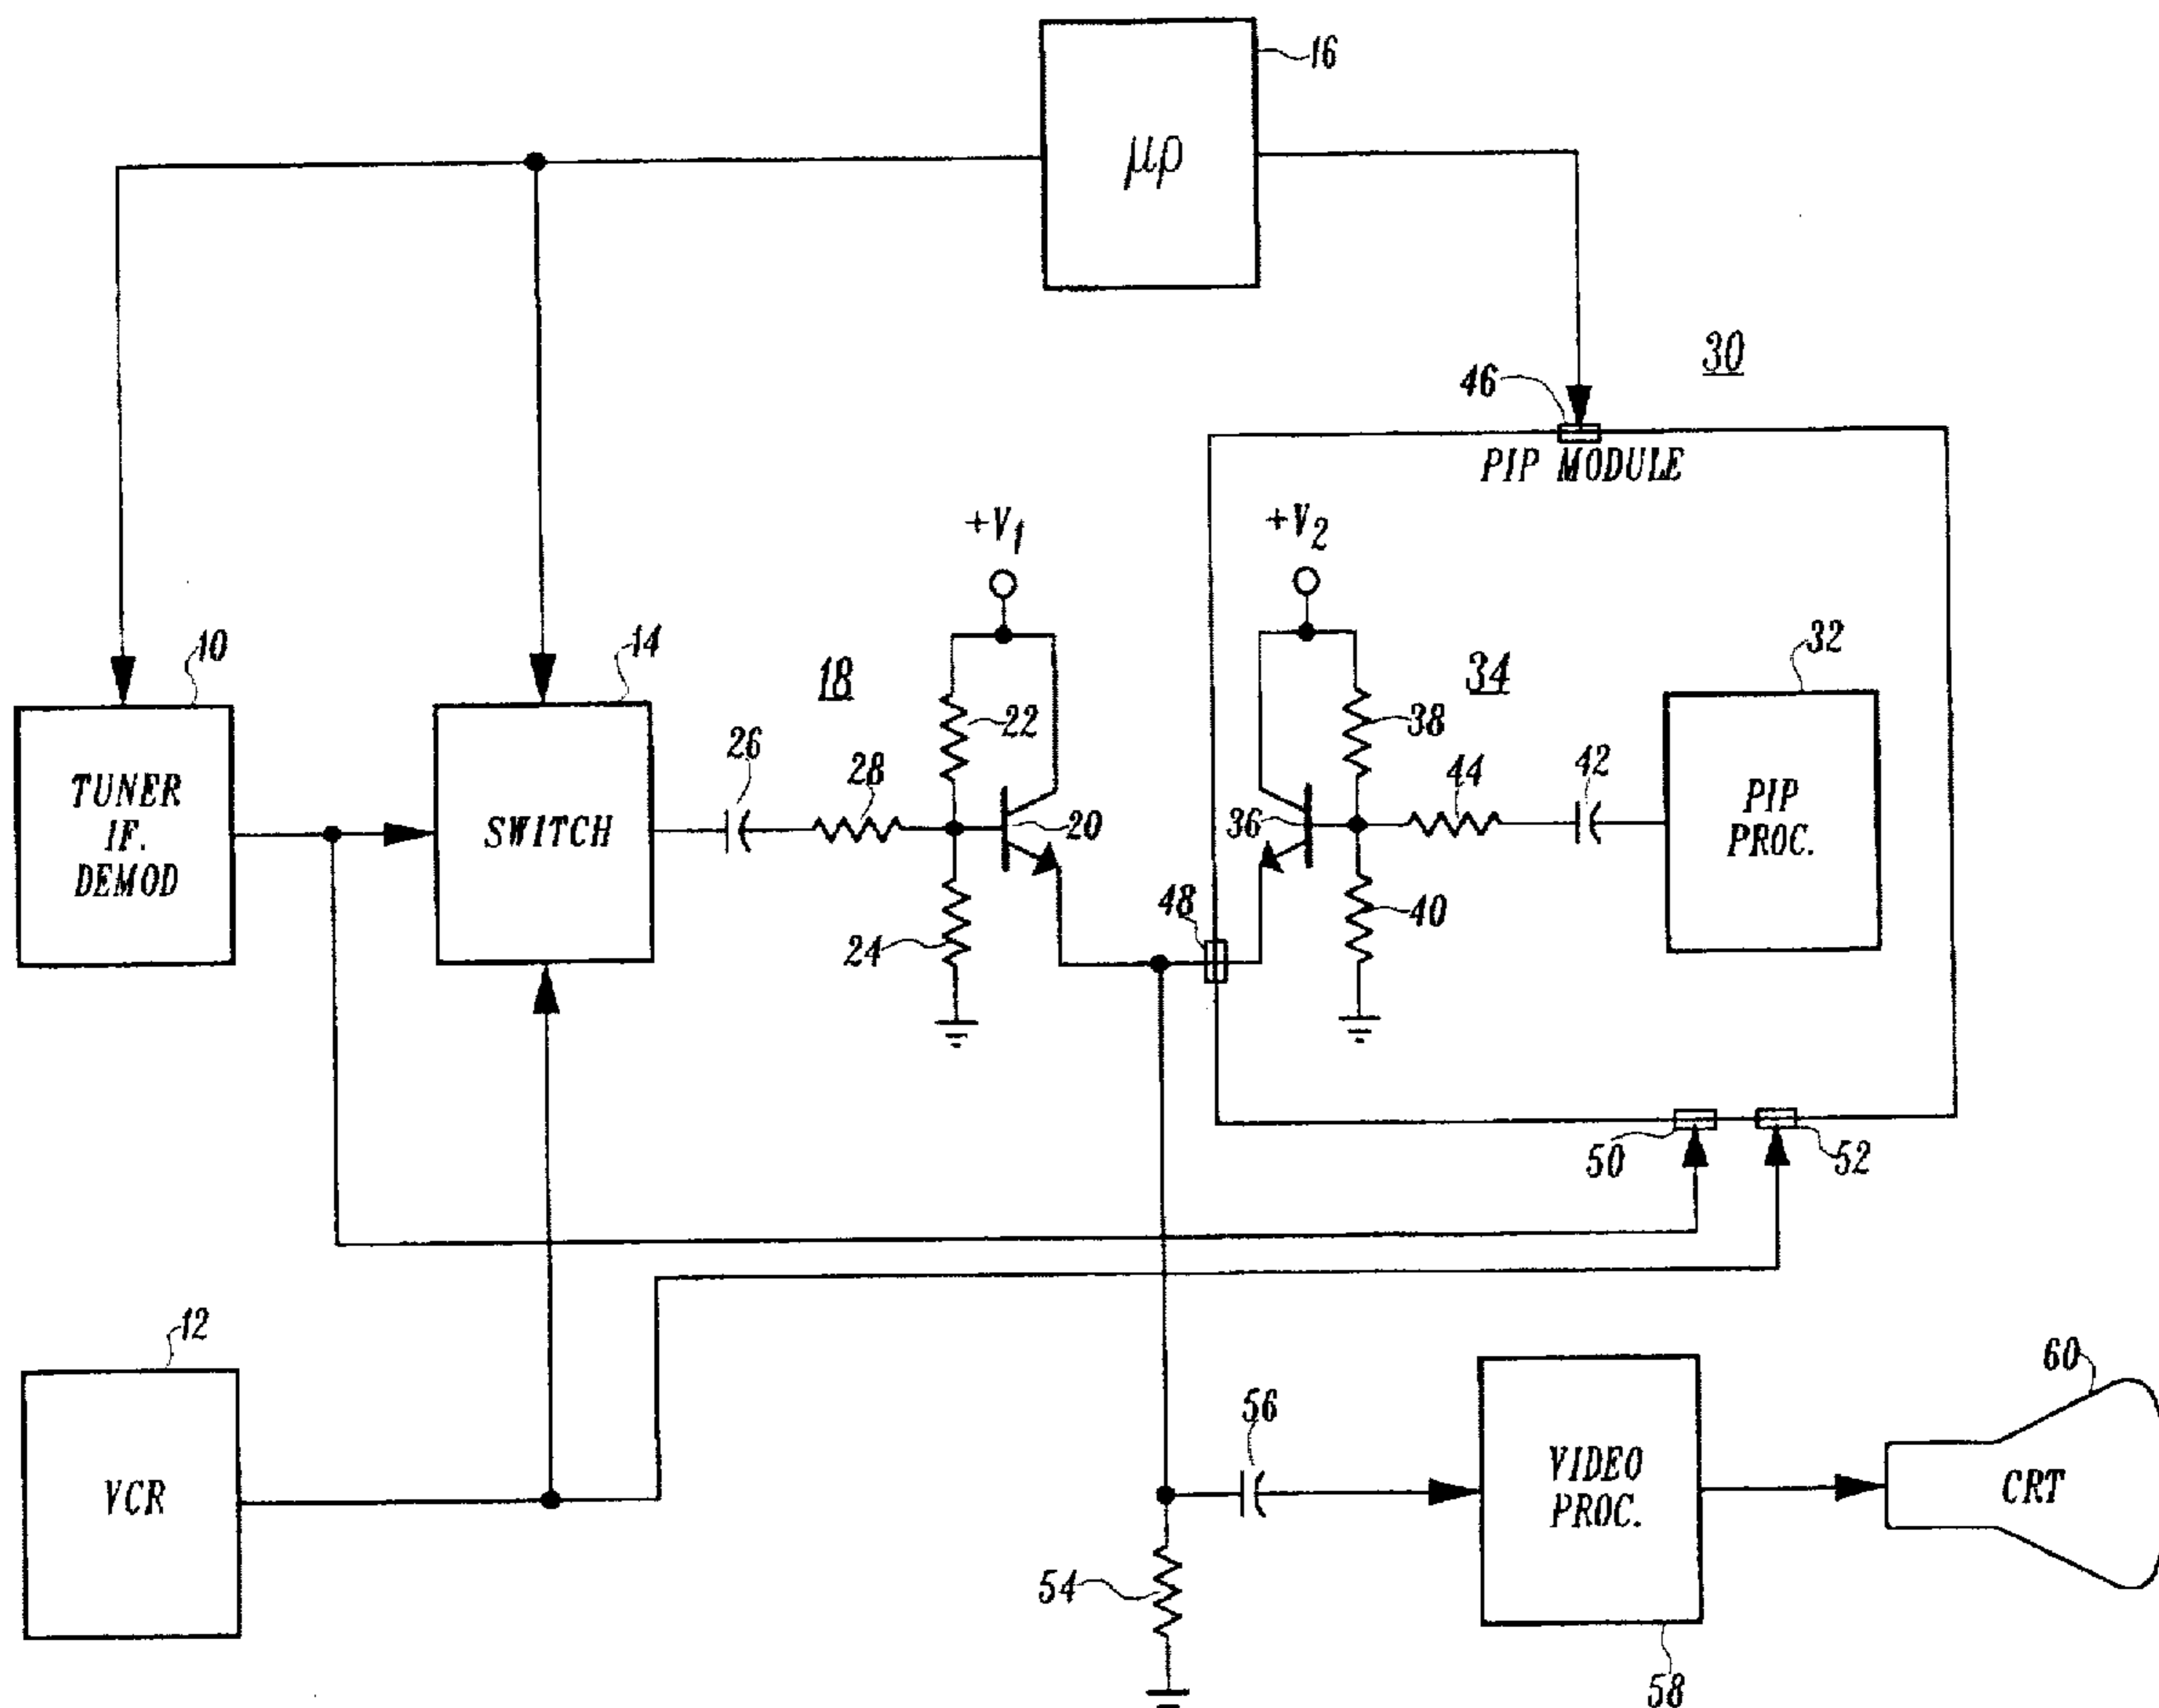 16
μρ
30
46
PIP MODULE
+V1
+V2
10
14
18
34
32
22
38
26
28
44
42
TUNER
IF.
DEMOD
SWITCH
20
36
PIP
PROC.
24
48
40
50
52
12
60
56
VCR
VIDEO
PROC.
CRT
54
58